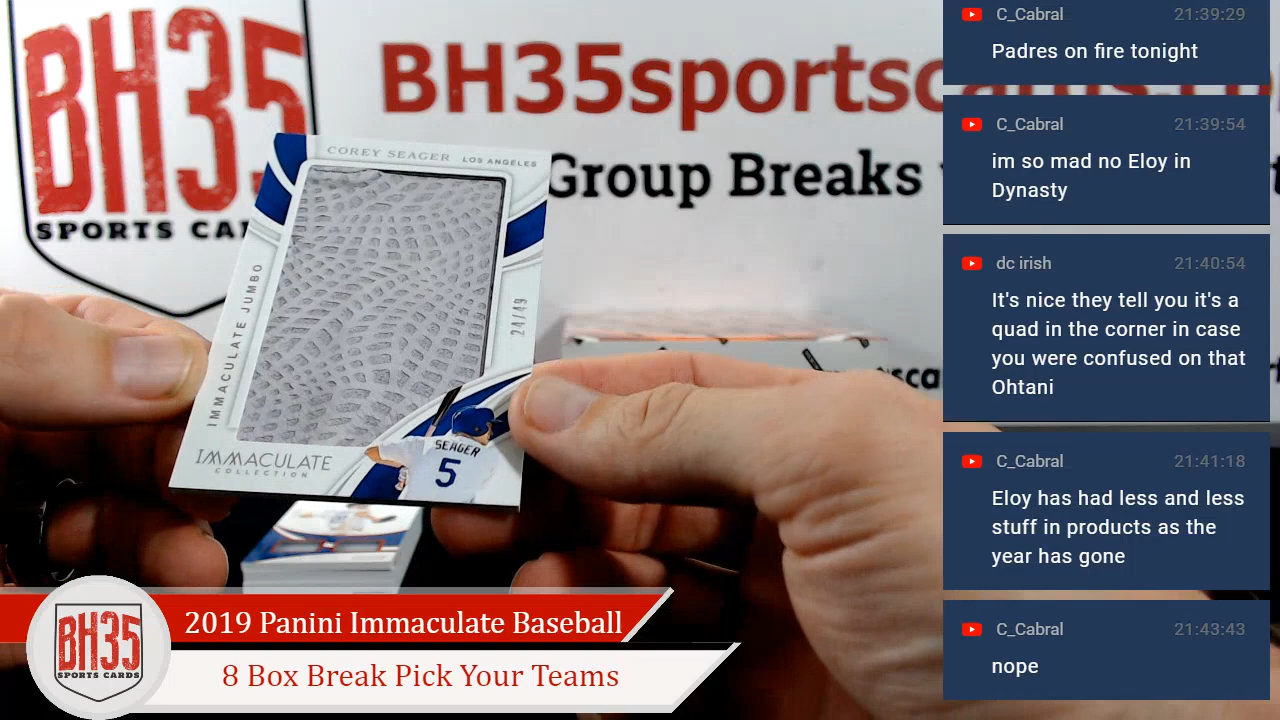 BH35
SPORTS CAR
BH35sportscards.co
Group Breaks
COREY SEAGER LOS ANGELES
IMMACULATE JUMBO
24/49
IMMACULATE
COLLECTION
SEAGER
5
sca
C_Cabral 21:39:29
Padres on fire tonight
C_Cabral 21:39:54
im so mad no Eloy in
Dynasty
dc irish 21:40:54
It's nice they tell you it's a
quad in the corner in case
you were confused on that
Ohtani
C_Cabral 21:41:18
Eloy has had less and less
stuff in products as the
year has gone
C_Cabral 21:43:43
nope
BH35
SPORTS CARDS
2019 Panini Immaculate Baseball
8 Box Break Pick Your Teams